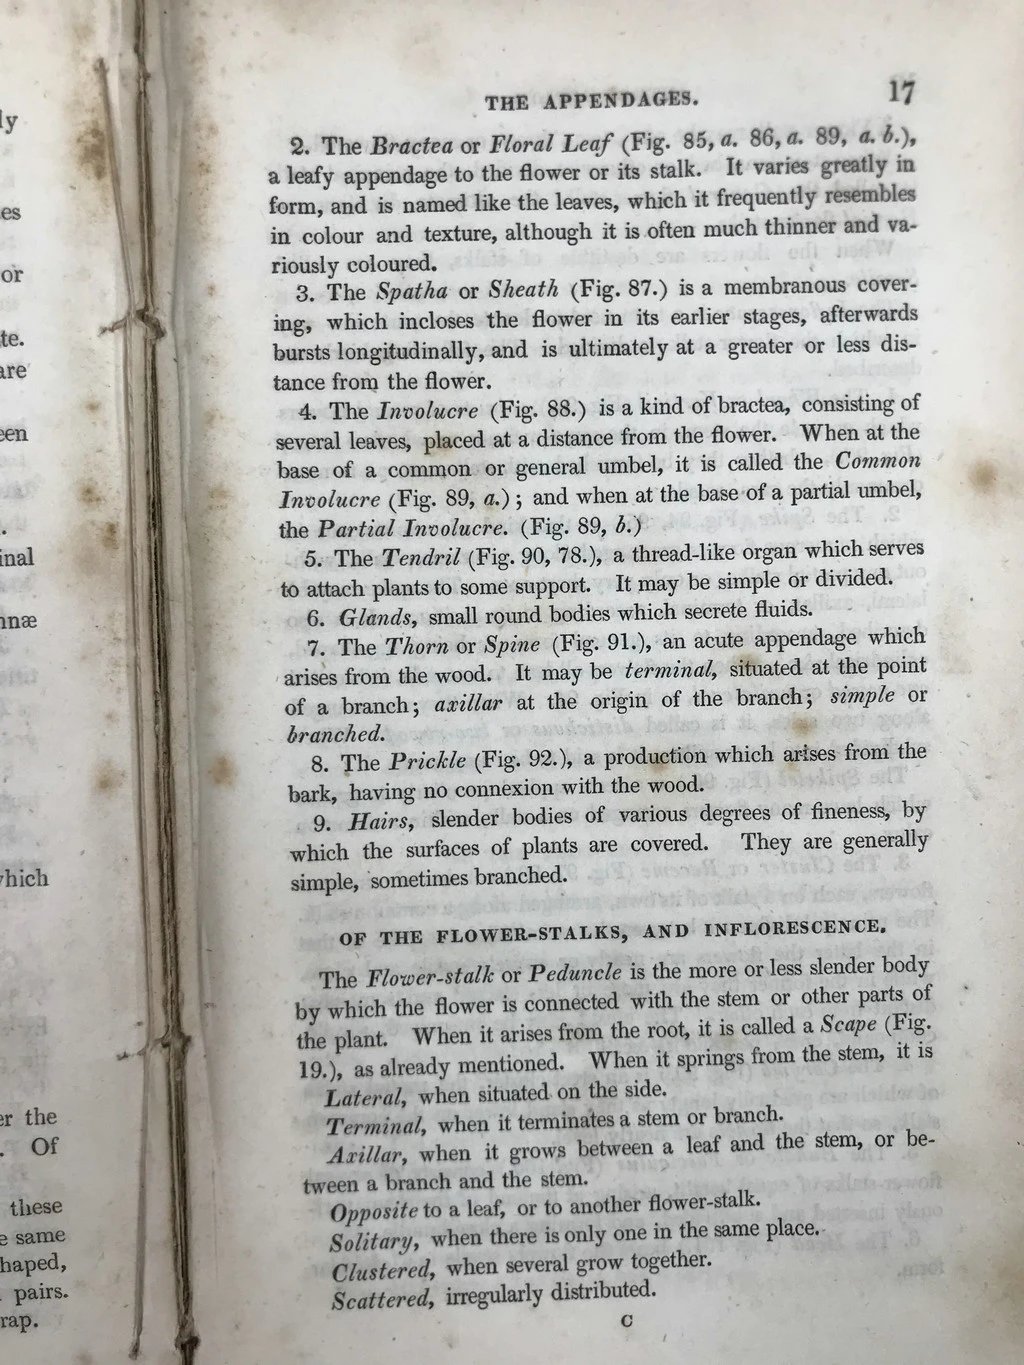 ly
es
or
te.
are
een
.
inal
nnæ
which
er the
. Of
these
e same
haped,
pairs.
rap.
THE APPENDAGES. 17
2. The Bractea or Floral Leaf (Fig. 85, a. 86, a. 89, a. b.),
a leafy appendage to the flower or its stalk. It varies greatly in
form, and is named like the leaves, which it frequently resembles
in colour and texture, although it is often much thinner and va-
riously coloured.
3. The Spatha or Sheath (Fig. 87.) is a membranous cover-
ing, which incloses the flower in its earlier stages, afterwards
bursts longitudinally, and is ultimately at a greater or less dis-
tance from the flower.
4. The Involucre (Fig. 88.) is a kind of bractea, consisting of
several leaves, placed at a distance from the flower. When at the
base of a common or general umbel, it is called the Common
Involucre (Fig. 89, a.); and when at the base of a partial umbel,
the Partial Involucre. (Fig. 89, b.)
5. The Tendril (Fig. 90, 78.), a thread-like organ which serves
to attach plants to some support. It may be simple or divided.
6. Glands, small round bodies which secrete fluids.
7. The Thorn or Spine (Fig. 91.), an acute appendage which
arises from the wood. It may be terminal, situated at the point
of a branch; axillar at the origin of the branch; simple or
branched.
8. The Prickle (Fig. 92.), a production which arises from the
bark, having no connexion with the wood.
9. Hairs, slender bodies of various degrees of fineness, by
which the surfaces of plants are covered. They are generally
simple, sometimes branched.
OF THE FLOWER-STALKS, AND INFLORESCENCE.
The Flower-stalk or Peduncle is the more or less slender body
by which the flower is connected with the stem or other parts of
the plant. When it arises from the root, it is called a Scape (Fig.
19.), as already mentioned. When it springs from the stem, it is
Lateral, when situated on the side.
Terminal, when it terminates a stem or branch.
Axillar, when it grows between a leaf and the stem, or be-
tween a branch and the stem.
Opposite to a leaf, or to another flower-stalk.
Solitary, when there is only one in the same place.
Clustered, when several grow together.
Scattered, irregularly distributed.
C